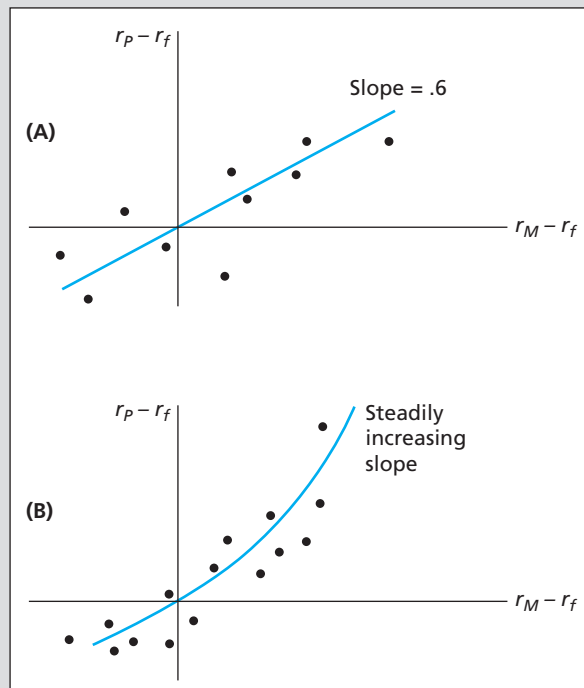 r_P – r_f
Slope = .6
(A)
r_M – r_f
r_P – r_f
Steadily
increasing
slope
(B)
r_M – r_f